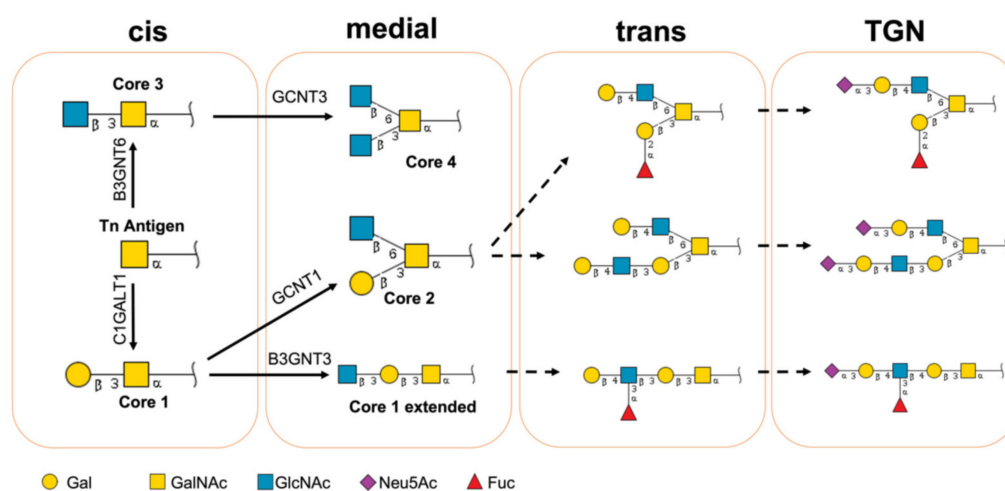 cis
medial
trans
TGN
Core 3
β 3 α
B3GNT6
Tn Antigen
α
C1GALT1
β 3 α
Core 1
GCNT3
β 6
β 3
α
Core 4
GCNT1
β 6
β 3
α
Core 2
B3GNT3
β 3 β 3 α
Core 1 extended
β 4
β 6
β 3
α
2
α
β 4
β 6
β 4 β 3
β 3
α
β 4 β 3 β 3 α
3
α
α 3 β 4
β 6
β 3
α
2
α
α 3 β 4
β 6
α 3 β 4 β 3
β 3
α
α 3 β 4 β 4 β 3 α
3
α
Gal
GalNAc
GlcNAc
Neu5Ac
Fuc